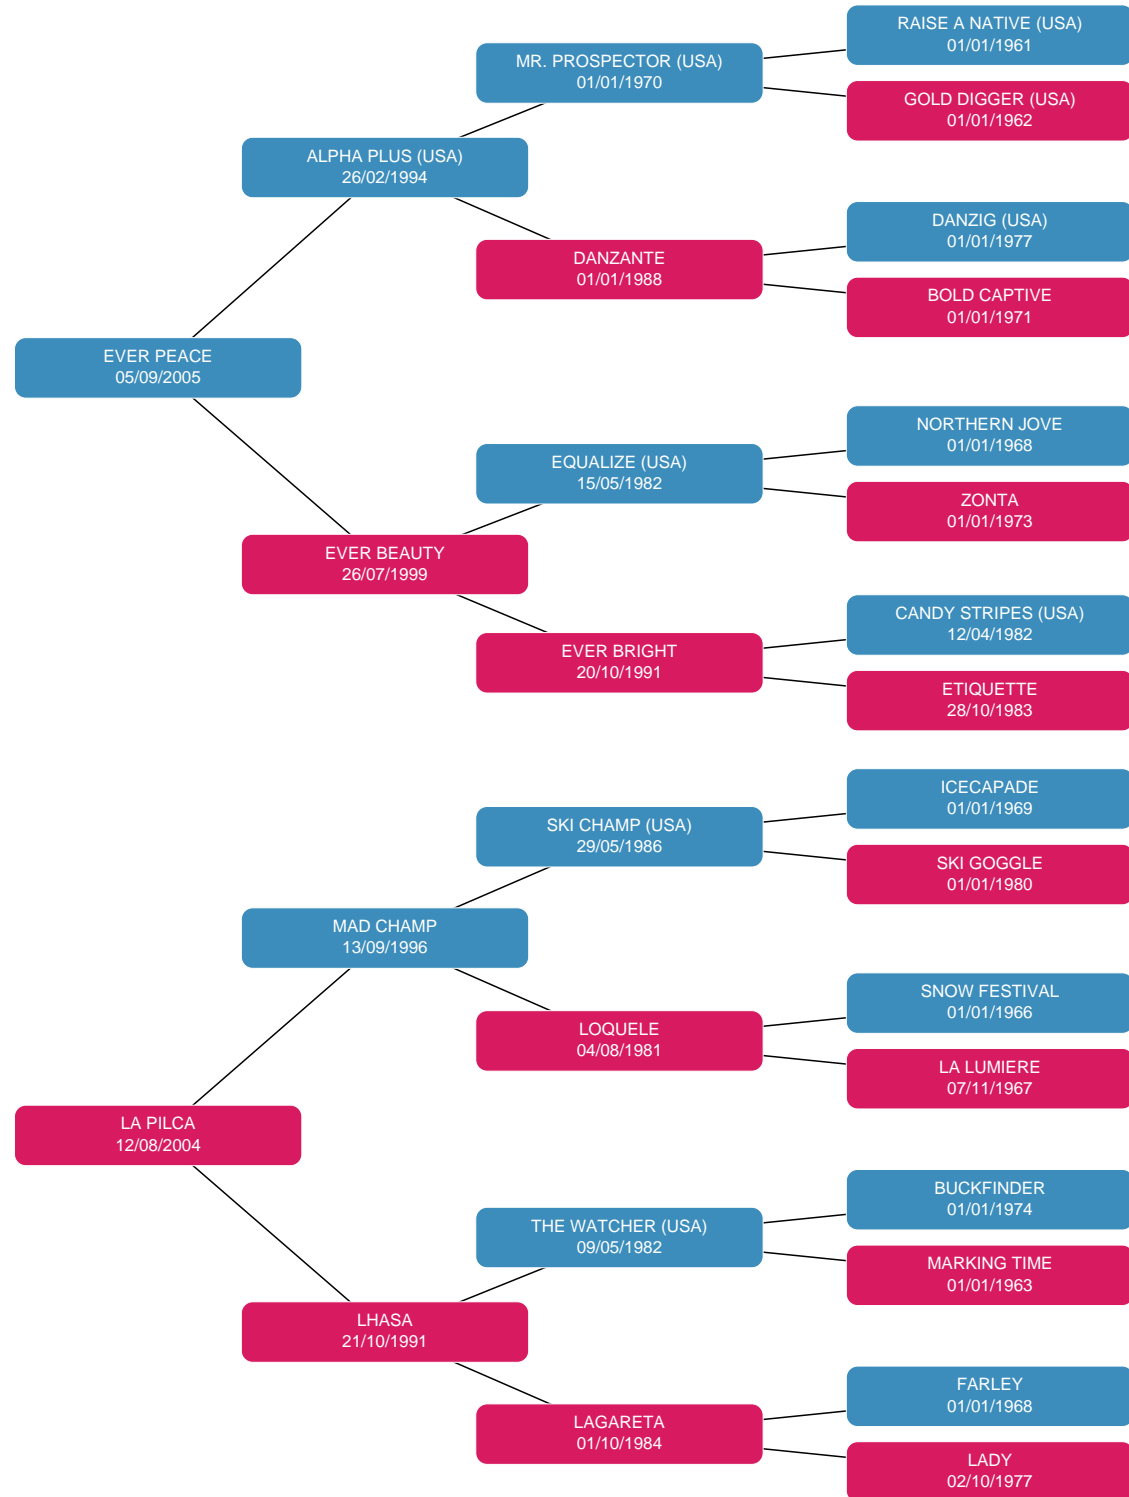 RAISE A NATIVE (USA)
01/01/1961
MR. PROSPECTOR (USA)
01/01/1970
GOLD DIGGER (USA)
01/01/1962
ALPHA PLUS (USA)
26/02/1994
DANZIG (USA)
01/01/1977
DANZANTE
01/01/1988
BOLD CAPTIVE
01/01/1971
EVER PEACE
05/09/2005
NORTHERN JOVE
01/01/1968
EQUALIZE (USA)
15/05/1982
ZONTA
01/01/1973
EVER BEAUTY
26/07/1999
CANDY STRIPES (USA)
12/04/1982
EVER BRIGHT
20/10/1991
ETIQUETTE
28/10/1983
ICECAPADE
01/01/1969
SKI CHAMP (USA)
29/05/1986
SKI GOGGLE
01/01/1980
MAD CHAMP
13/09/1996
SNOW FESTIVAL
01/01/1966
LOQUELE
04/08/1981
LA LUMIERE
07/11/1967
LA PILCA
12/08/2004
BUCKFINDER
01/01/1974
THE WATCHER (USA)
09/05/1982
MARKING TIME
01/01/1963
LHASA
21/10/1991
FARLEY
01/01/1968
LAGARETA
01/10/1984
LADY
02/10/1977